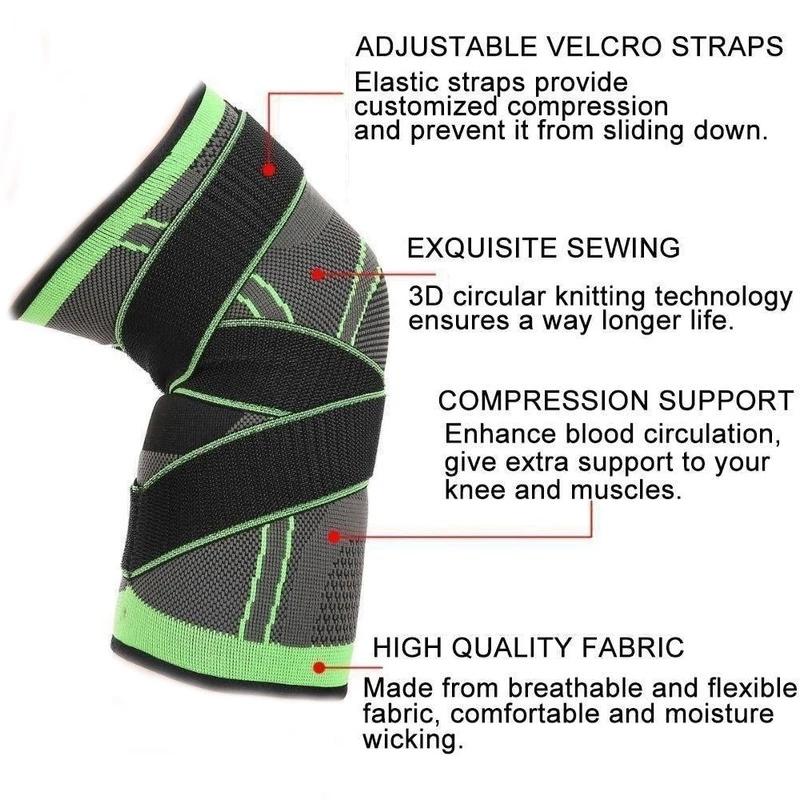 ADJUSTABLE VELCRO STRAPS
Elastic straps provide
customized compression
and prevent it from sliding down.
EXQUISITE SEWING
3D circular knitting technology
ensures a way longer life.
COMPRESSION SUPPORT
Enhance blood circulation,
give extra support to your
knee and muscles.
HIGH QUALITY FABRIC
Made from breathable and flexible
fabric, comfortable and moisture
wicking.